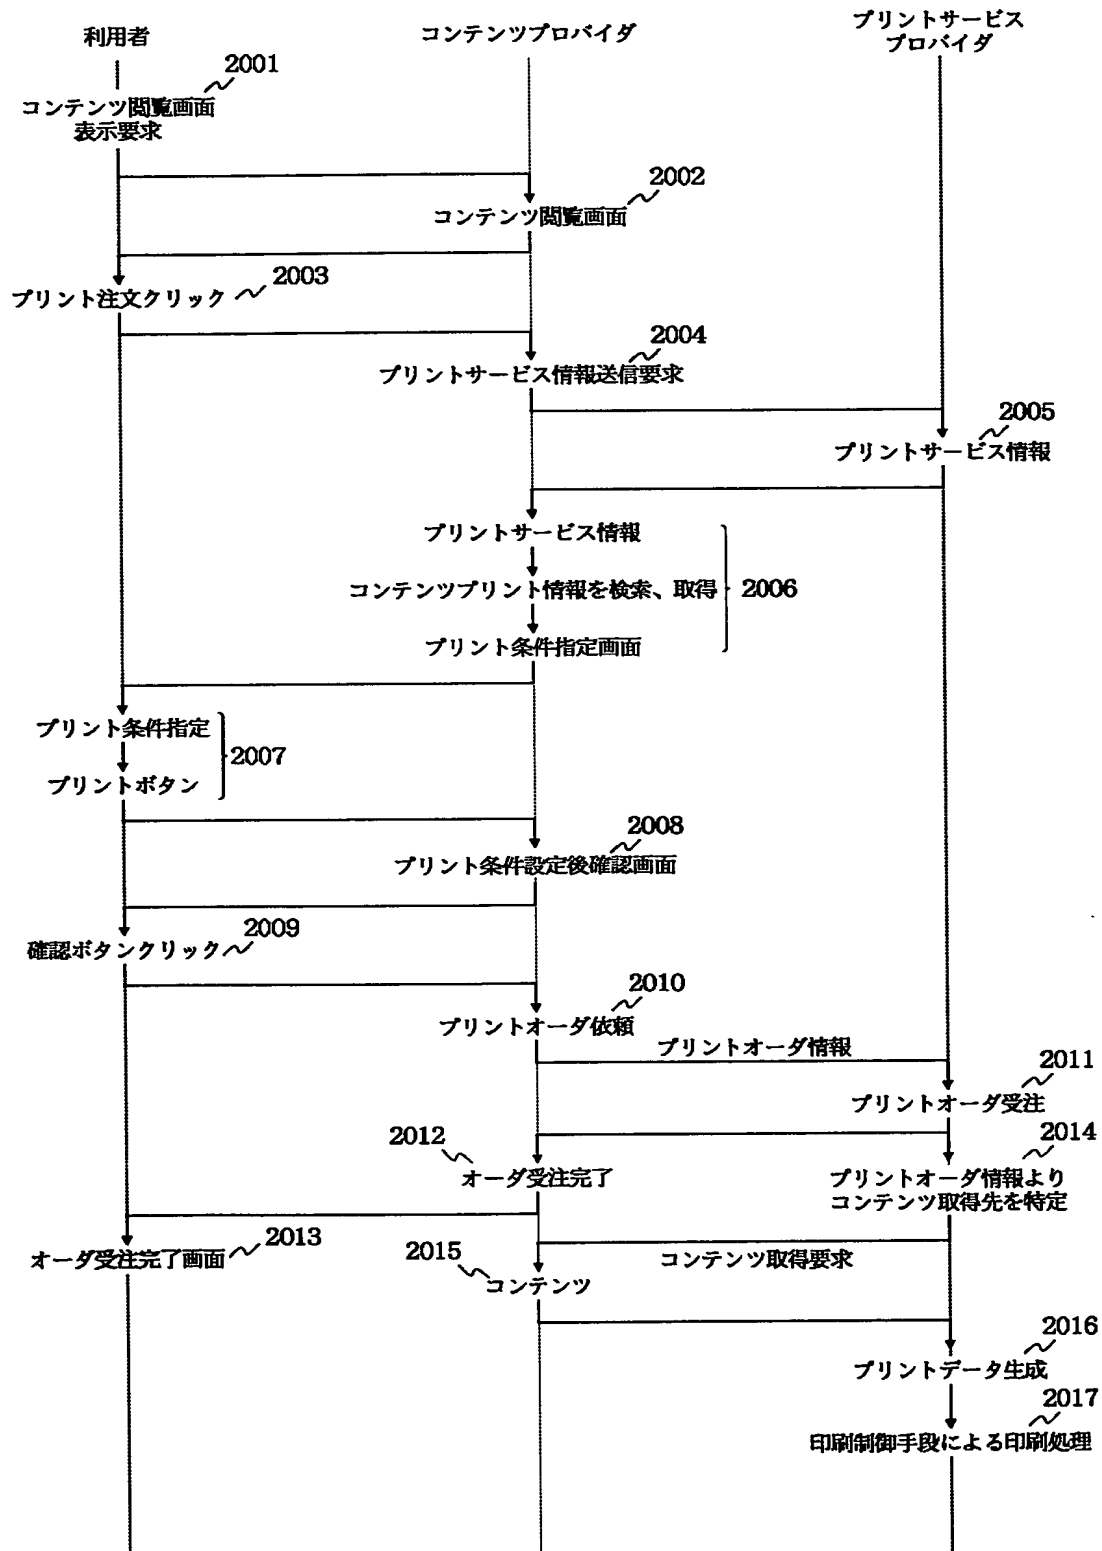 利用者
コンテンツプロバイダ
プリントサービス
プロバイダ
2001
コンテンツ閲覧画面
表示要求
2002
コンテンツ閲覧画面
2003
プリント注文クリック
2004
プリントサービス情報送信要求
2005
プリントサービス情報
プリントサービス情報
コンテンツプリント情報を検索、取得
2006
プリント条件指定画面
プリント条件指定
2007
プリントボタン
2008
プリント条件設定後確認画面
2009
確認ボタンクリック
2010
プリントオーダ依頼
プリントオーダ情報
2011
プリントオーダ受注
2012
オーダ受注完了
2014
プリントオーダ情報より
コンテンツ取得先を特定
2013
オーダ受注完了画面
コンテンツ取得要求
2015
コンテンツ
2016
プリントデータ生成
2017
印刷制御手段による印刷処理